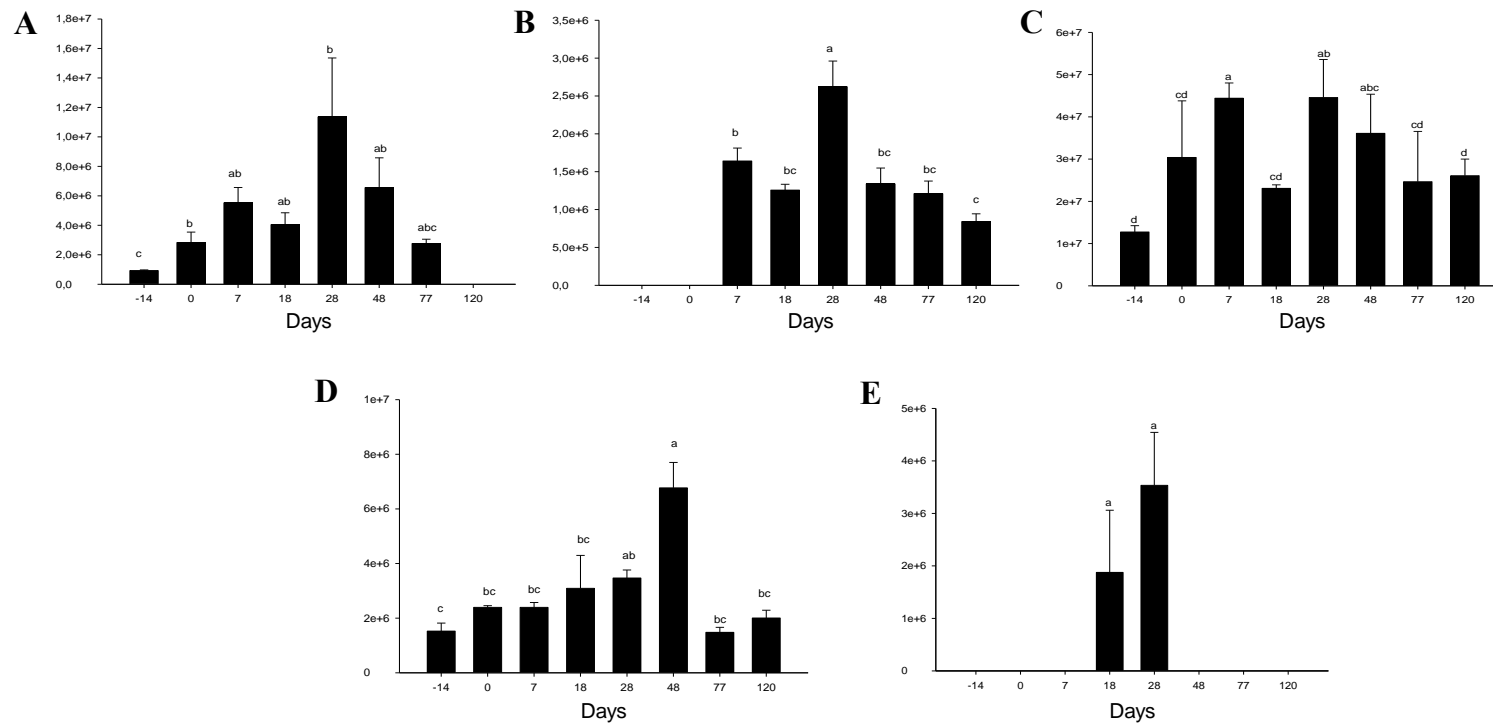 A
1,8e+7
1,6e+7
1,4e+7
1,2e+7
1,0e+7
8,0e+6
6,0e+6
4,0e+6
2,0e+6
0,0
c
b
ab
ab
b
ab
abc
-14 0 7 18 28 48 77 120
Days
B
3,5e+6
3,0e+6
2,5e+6
2,0e+6
1,5e+6
1,0e+6
5,0e+5
0,0
b
bc
a
bc
bc
c
-14 0 7 18 28 48 77 120
Days
C
6e+7
5e+7
4e+7
3e+7
2e+7
1e+7
0
d
cd
a
cd
ab
abc
cd
d
-14 0 7 18 28 48 77 120
Days
D
1e+7
8e+6
6e+6
4e+6
2e+6
0
c
bc
bc
bc
ab
a
bc
bc
-14 0 7 18 28 48 77 120
Days
E
5e+6
4e+6
3e+6
2e+6
1e+6
0
a
a
-14 0 7 18 28 48 77 120
Days